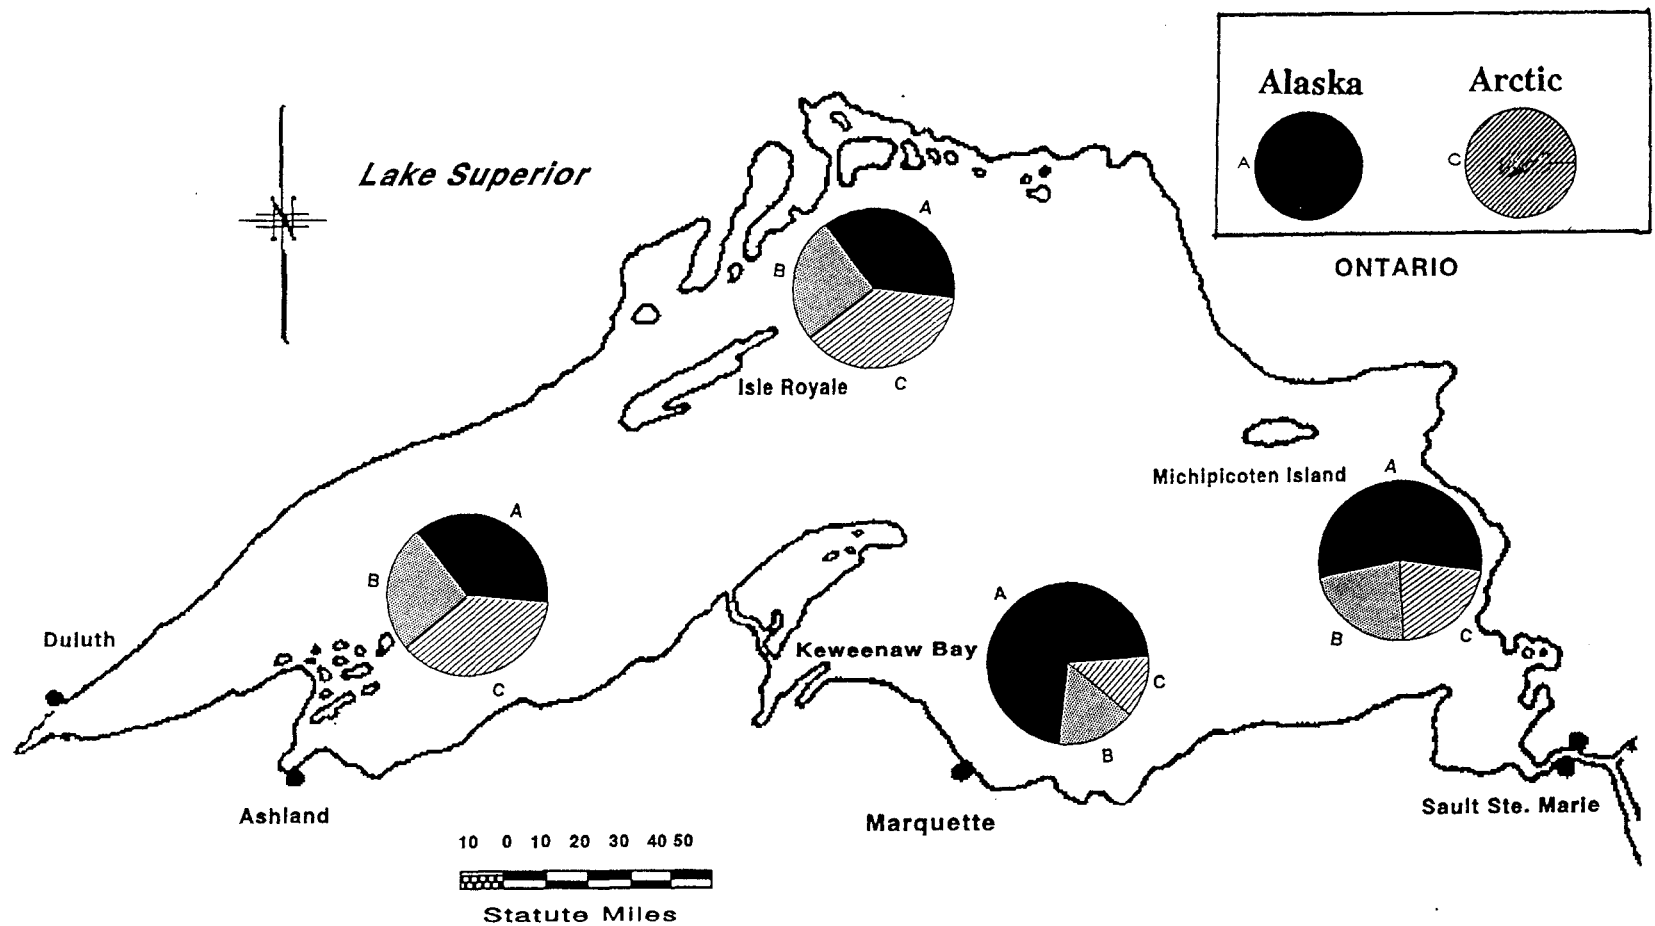 Alaska
Arctic
A
C
Lake Superior
N
ONTARIO
A
B
C
Isle Royale
Michipicoten Island
A
B
C
A
B
C
Duluth
Keweenaw Bay
A
C
B
Ashland
Marquette
Sault Ste. Marie
10 0 10 20 30 40 50
Statute Miles